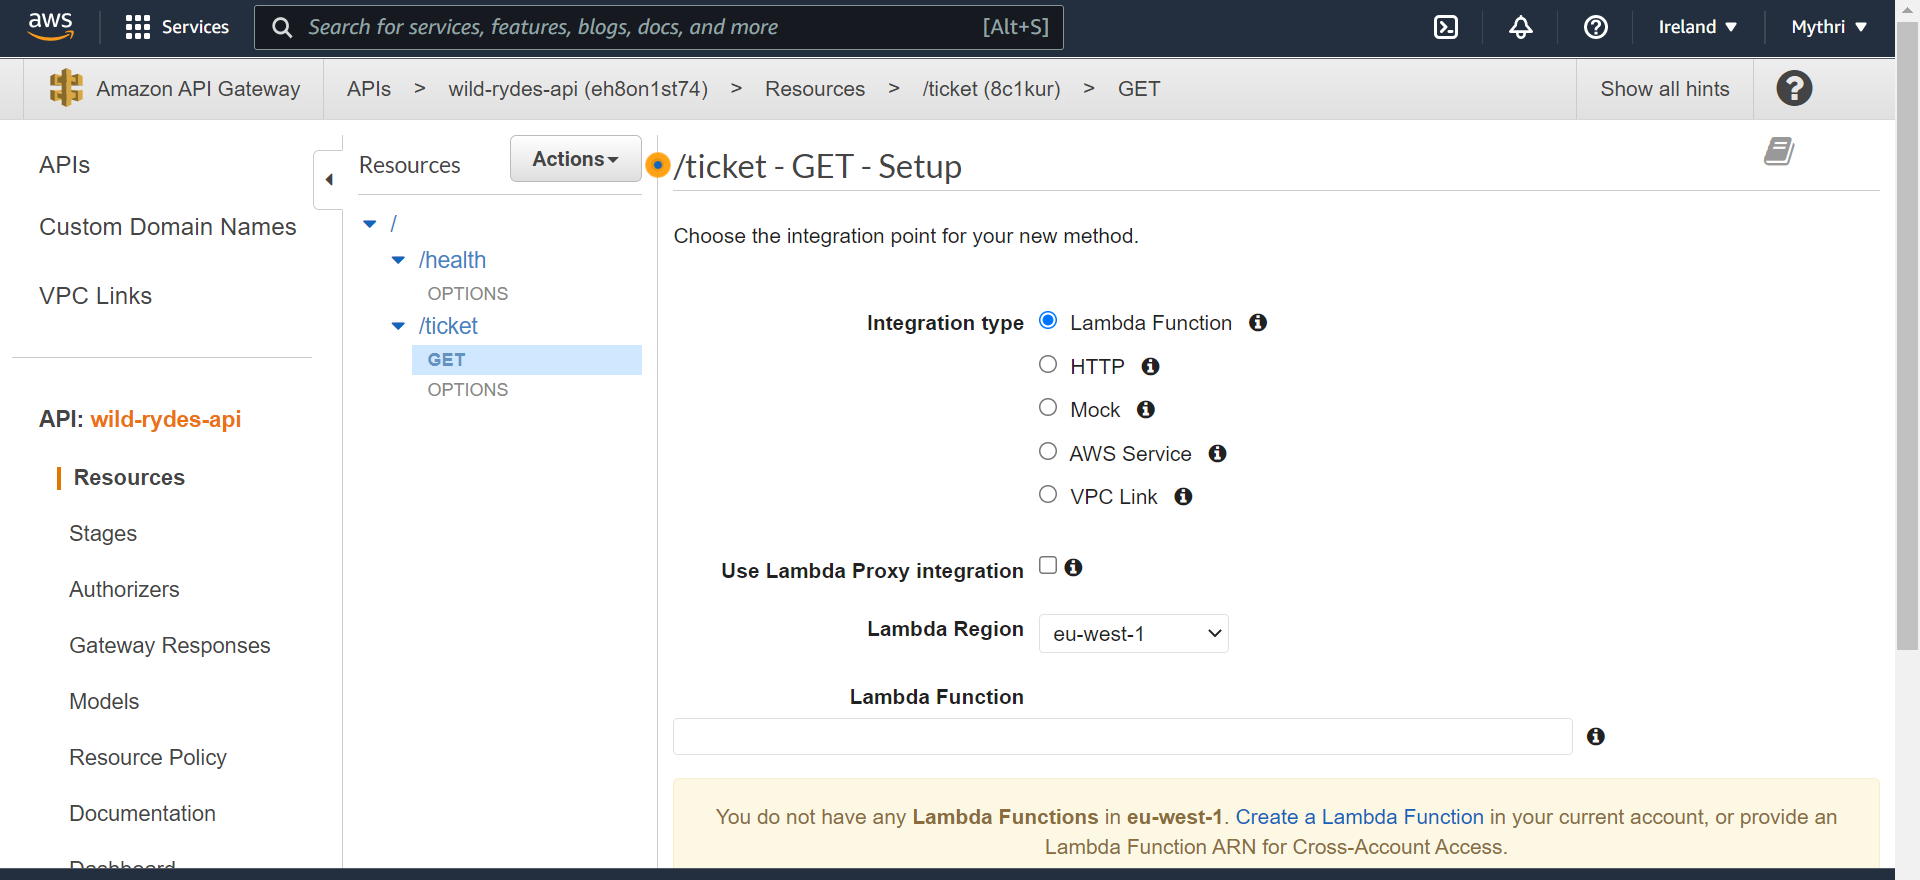 aws
Services
Search for services, features, blogs, docs, and more [Alt+S]
Ireland ▼
Mythri ▼
Amazon API Gateway
APIs > wild-rydes-api (eh8on1st74) > Resources > /ticket (8c1kur) > GET
Show all hints
APIs
Custom Domain Names
VPC Links
API: wild-rydes-api
Resources
Stages
Authorizers
Gateway Responses
Models
Resource Policy
Documentation
Dashboard
Resources
Actions
/
/health
OPTIONS
/ticket
GET
OPTIONS
/ticket - GET - Setup
Choose the integration point for your new method.
Integration type
Lambda Function
HTTP
Mock
AWS Service
VPC Link
Use Lambda Proxy integration
Lambda Region eu-west-1
Lambda Function
You do not have any Lambda Functions in eu-west-1. Create a Lambda Function in your current account, or provide an
Lambda Function ARN for Cross-Account Access.